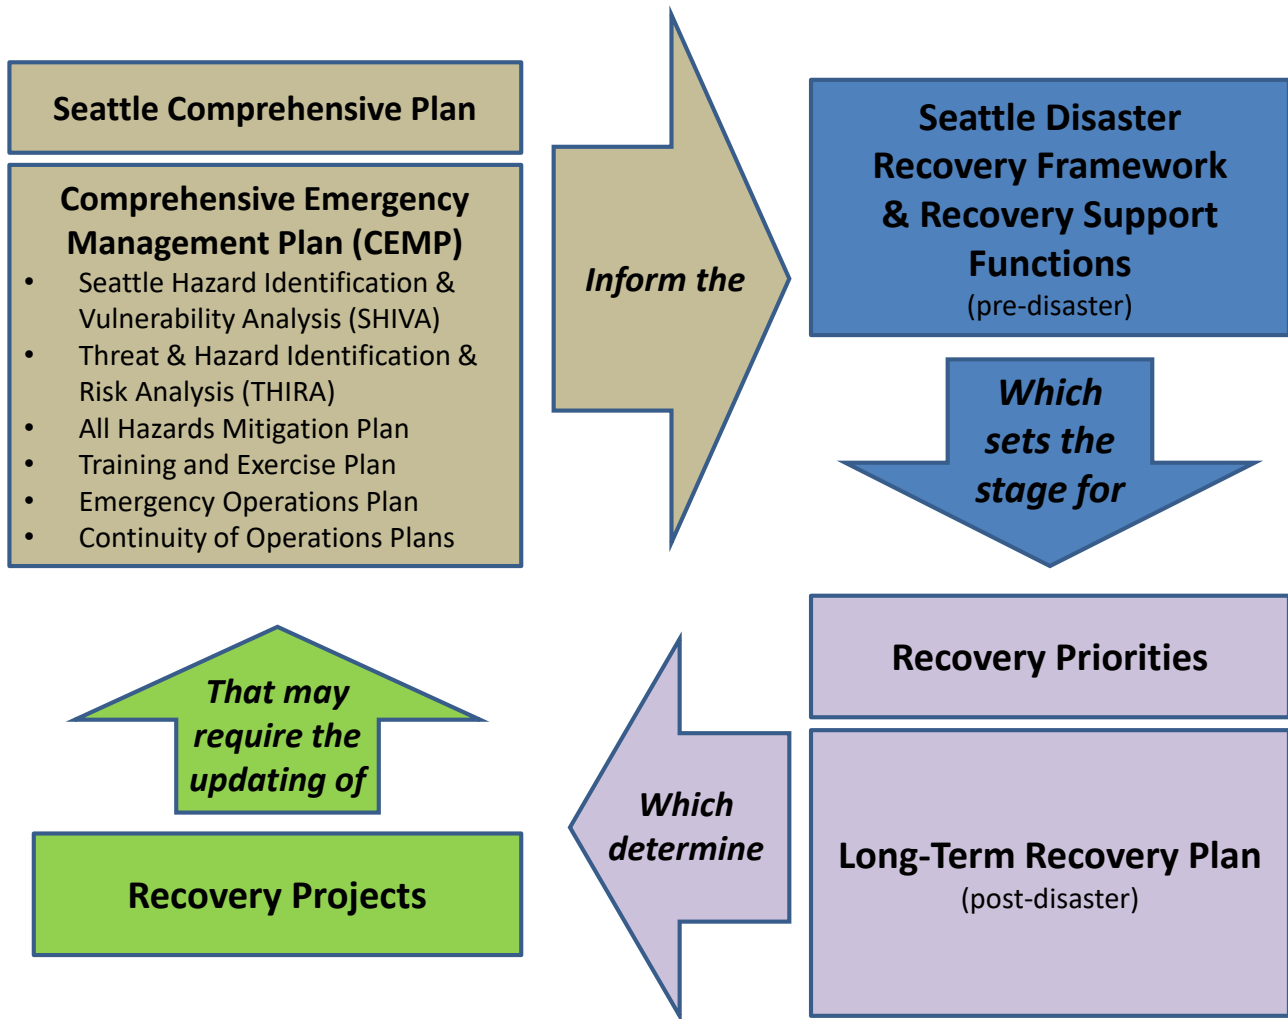 Seattle Comprehensive Plan
Comprehensive Emergency
Management Plan (CEMP)
• Seattle Hazard Identification &
Vulnerability Analysis (SHIVA)
• Threat & Hazard Identification &
Risk Analysis (THIRA)
• All Hazards Mitigation Plan
• Training and Exercise Plan
• Emergency Operations Plan
• Continuity of Operations Plans
Inform the
Seattle Disaster
Recovery Framework
& Recovery Support
Functions
(pre-disaster)
Which
sets the
stage for
Recovery Priorities
Long-Term Recovery Plan
(post-disaster)
Which
determine
Recovery Projects
That may
require the
updating of